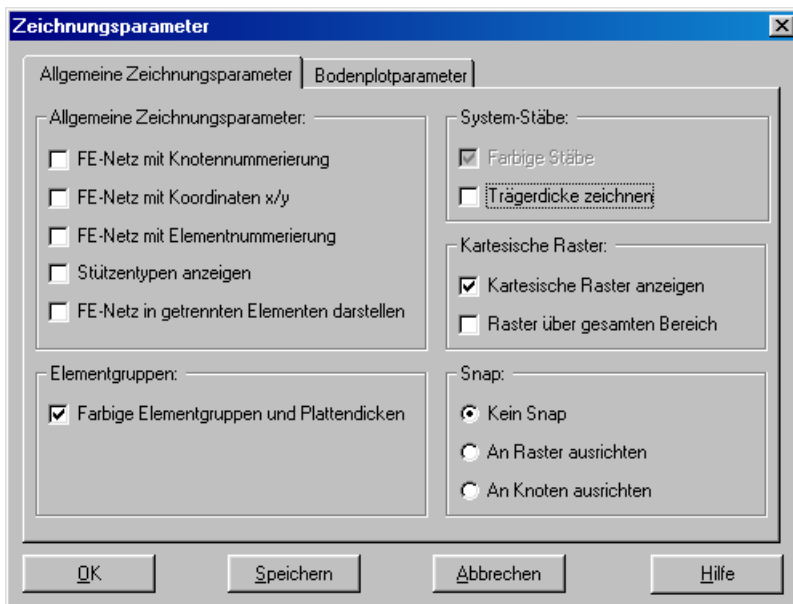 Zeichnungsparameter
Allgemeine Zeichnungsparameter
Bodenplotparameter
Allgemeine Zeichnungsparameter:
FE-Netz mit Knotennummerierung
FE-Netz mit Koordinaten x/y
FE-Netz mit Elementnummerierung
Stützentypen anzeigen
FE-Netz in getrennten Elementen darstellen
Elementgruppen:
Farbige Elementgruppen und Plattendicken
System-Stäbe:
Farbige Stäbe
Trägerdicke zeichnen
Kartesische Raster:
Kartesische Raster anzeigen
Raster über gesamten Bereich
Snap:
Kein Snap
An Raster ausrichten
An Knoten ausrichten
OK
Speichern
Abbrechen
Hilfe